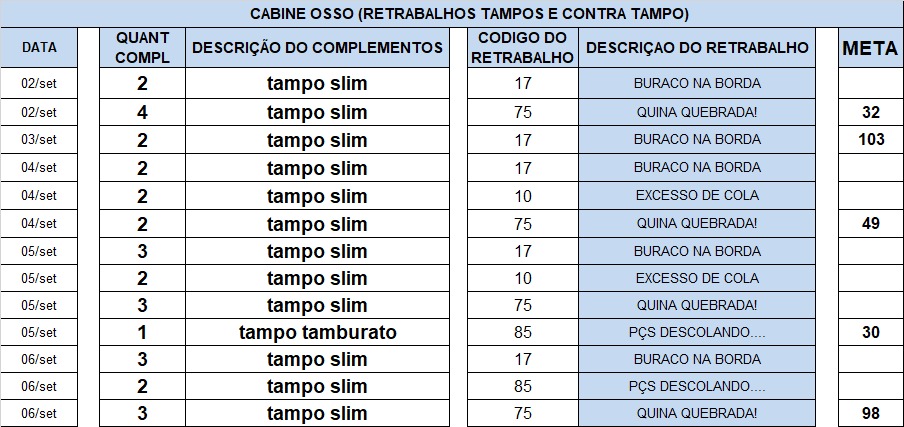 CABINE OSSO (RETRABALHOS TAMPOS E CONTRA TAMPO)
DATA QUANT COMPL DESCRIÇÃO DO COMPLEMENTOS CODIGO DO RETRABALHO DESCRIÇAO DO RETRABALHO META
02/set 2 tampo slim 17 BURACO NA BORDA
02/set 4 tampo slim 75 QUINA QUEBRADA! 32
03/set 2 tampo slim 17 BURACO NA BORDA 103
04/set 2 tampo slim 17 BURACO NA BORDA
04/set 2 tampo slim 10 EXCESSO DE COLA
04/set 2 tampo slim 75 QUINA QUEBRADA! 49
05/set 3 tampo slim 17 BURACO NA BORDA
05/set 2 tampo slim 10 EXCESSO DE COLA
05/set 3 tampo slim 75 QUINA QUEBRADA!
05/set 1 tampo tamburato 85 PÇS DESCOLANDO.... 30
06/set 3 tampo slim 17 BURACO NA BORDA
06/set 2 tampo slim 85 PÇS DESCOLANDO....
06/set 3 tampo slim 75 QUINA QUEBRADA! 98